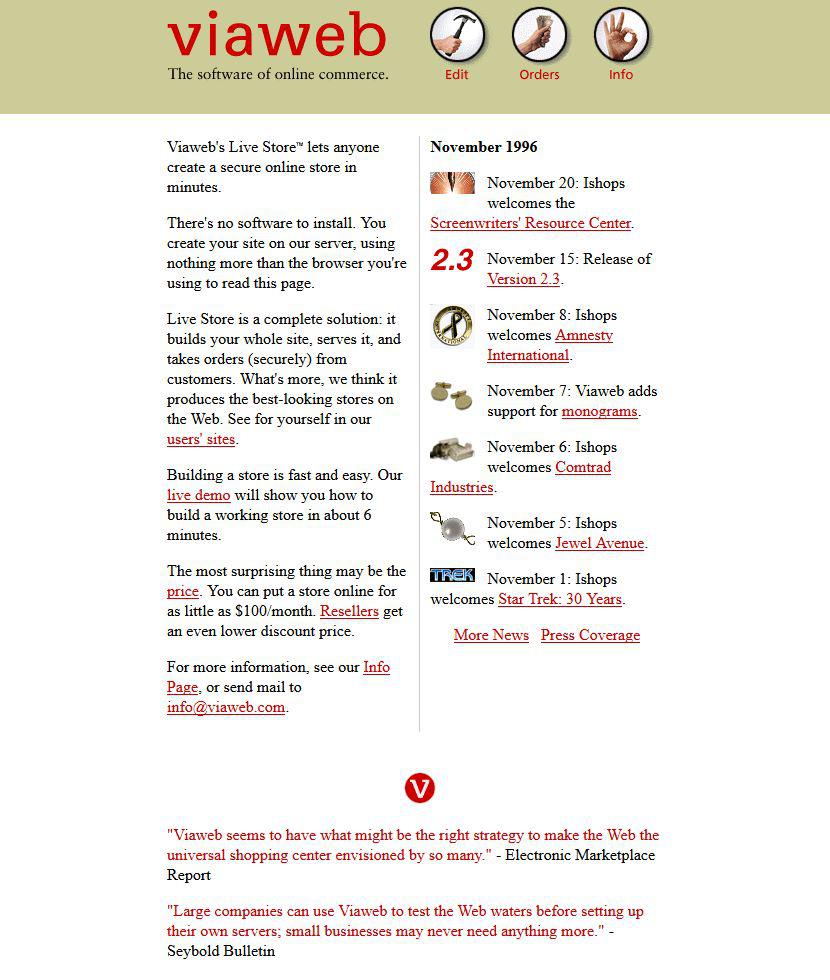 viaweb
The software of online commerce.
Edit
Orders
Info
Viaweb's Live Store™ lets anyone
create a secure online store in
minutes.
There's no software to install. You
create your site on our server, using
nothing more than the browser you're
using to read this page.
Live Store is a complete solution: it
builds your whole site, serves it, and
takes orders (securely) from
customers. What's more, we think it
produces the best-looking stores on
the Web. See for yourself in our
users' sites.
Building a store is fast and easy. Our
live demo will show you how to
build a working store in about 6
minutes.
The most surprising thing may be the
price. You can put a store online for
as little as $100/month. Resellers get
an even lower discount price.
For more information, see our Info
Page, or send mail to
info@viaweb.com.
November 1996
November 20: Ishops
welcomes the
Screenwriters' Resource Center.
2.3
November 15: Release of
Version 2.3.
November 8: Ishops
welcomes Amnesty
International.
November 7: Viaweb adds
support for monograms.
November 6: Ishops
welcomes Comtrad
Industries.
November 5: Ishops
welcomes Jewel Avenue.
TREK
November 1: Ishops
welcomes Star Trek: 30 Years.
More News Press Coverage
V
"Viaweb seems to have what might be the right strategy to make the Web the
universal shopping center envisioned by so many." - Electronic Marketplace
Report
"Large companies can use Viaweb to test the Web waters before setting up
their own servers; small businesses may never need anything more." -
Seybold Bulletin